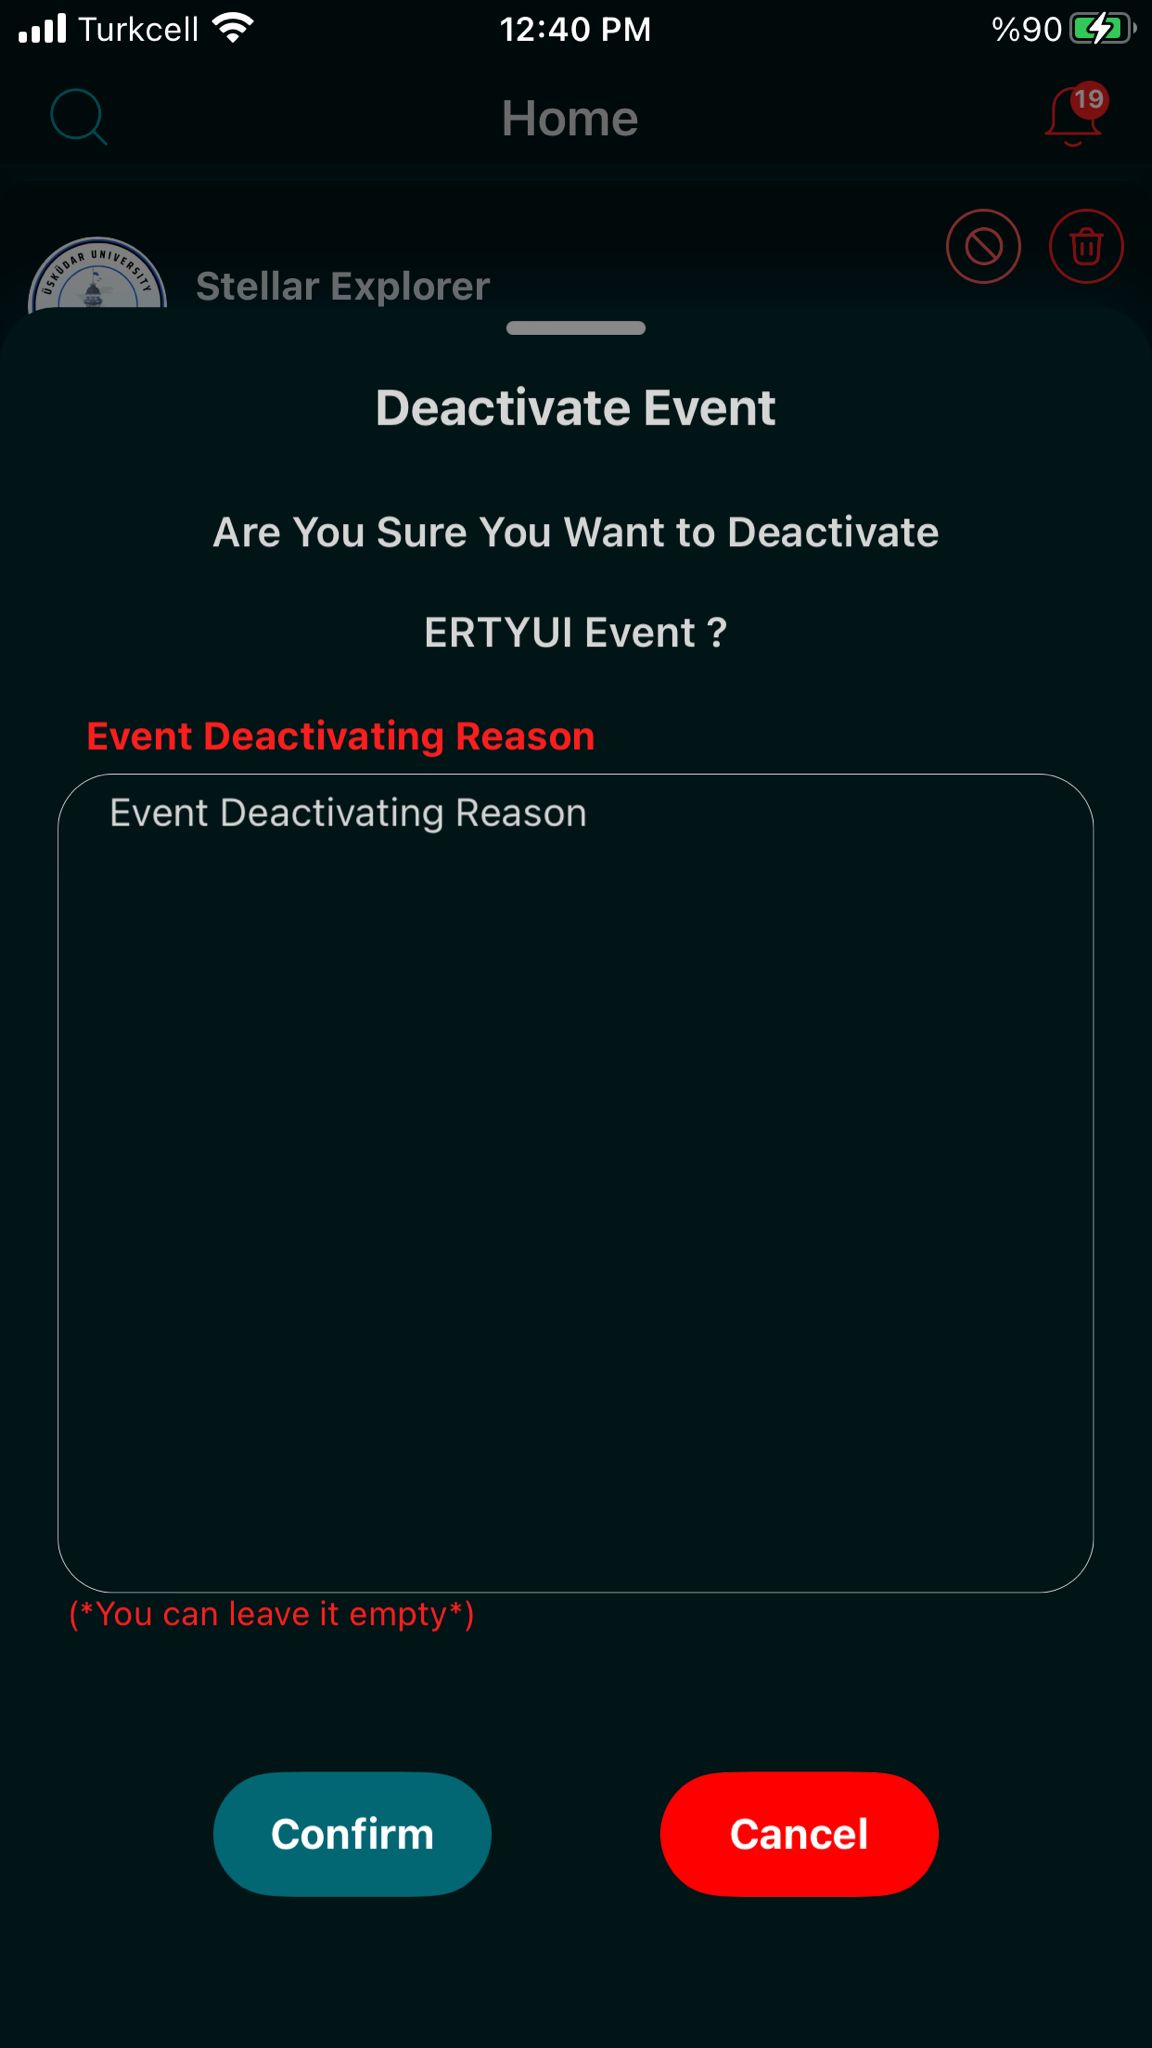 Turkcell 12:40 PM %90
Home
19
ÜSKÜDAR UNIVERSITY
Stellar Explorer
Deactivate Event
Are You Sure You Want to Deactivate
ERTYUI Event ?
Event Deactivating Reason
Event Deactivating Reason
(*You can leave it empty*)
Confirm
Cancel